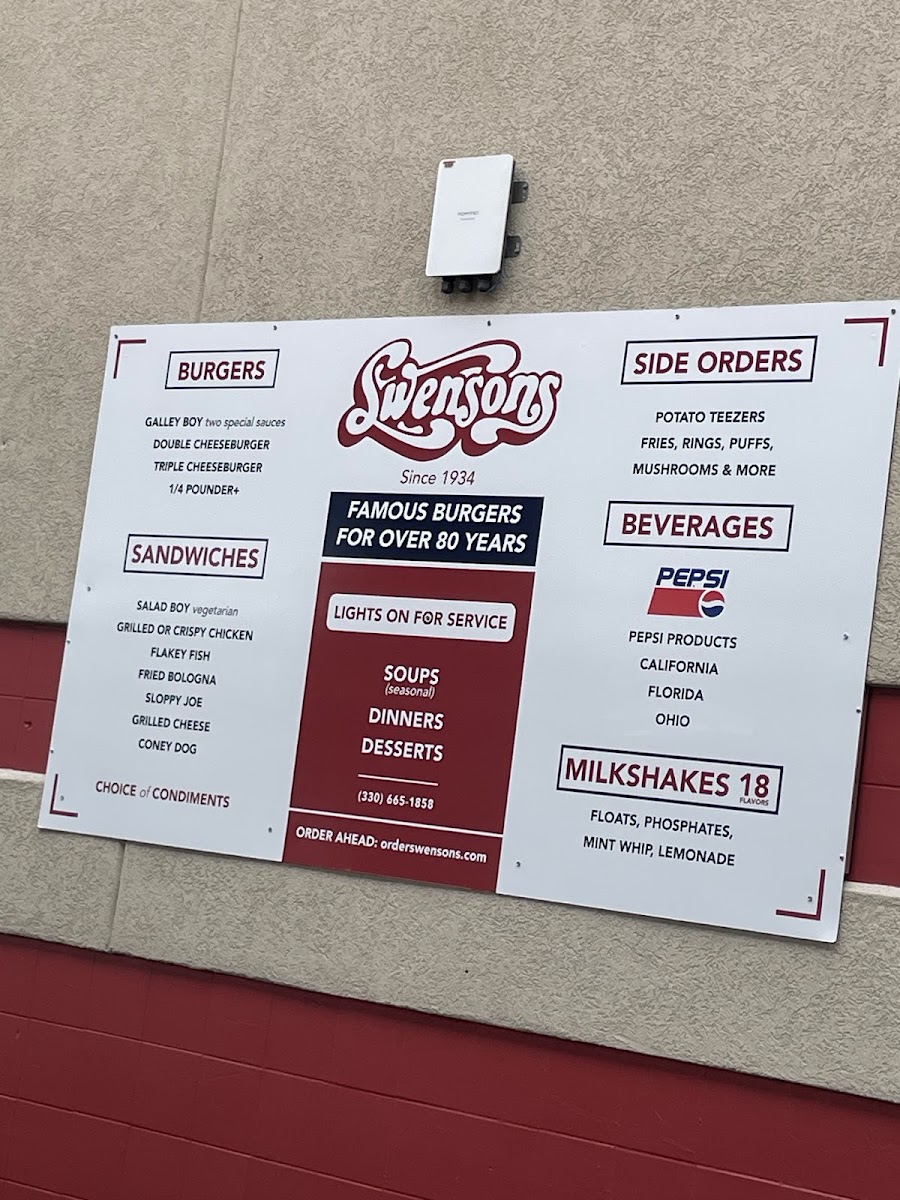 BURGERS
GALLEY BOY two special sauces
DOUBLE CHEESEBURGER
TRIPLE CHEESEBURGER
1/4 POUNDER+
SANDWICHES
SALAD BOY vegetarian
GRILLED OR CRISPY CHICKEN
FLAKEY FISH
FRIED BOLOGNA
SLOPPY JOE
GRILLED CHEESE
CONEY DOG
CHOICE of CONDIMENTS
Swensons
Since 1934
FAMOUS BURGERS
FOR OVER 80 YEARS
LIGHTS ON FOR SERVICE
SOUPS
(seasonal)
DINNERS
DESSERTS
(330) 665-1858
ORDER AHEAD: orderswensons.com
SIDE ORDERS
POTATO TEEZERS
FRIES, RINGS, PUFFS,
MUSHROOMS & MORE
BEVERAGES
PEPSI
PEPSI PRODUCTS
CALIFORNIA
FLORIDA
OHIO
MILKSHAKES 18
FLAVORS
FLOATS, PHOSPHATES,
MINT WHIP, LEMONADE